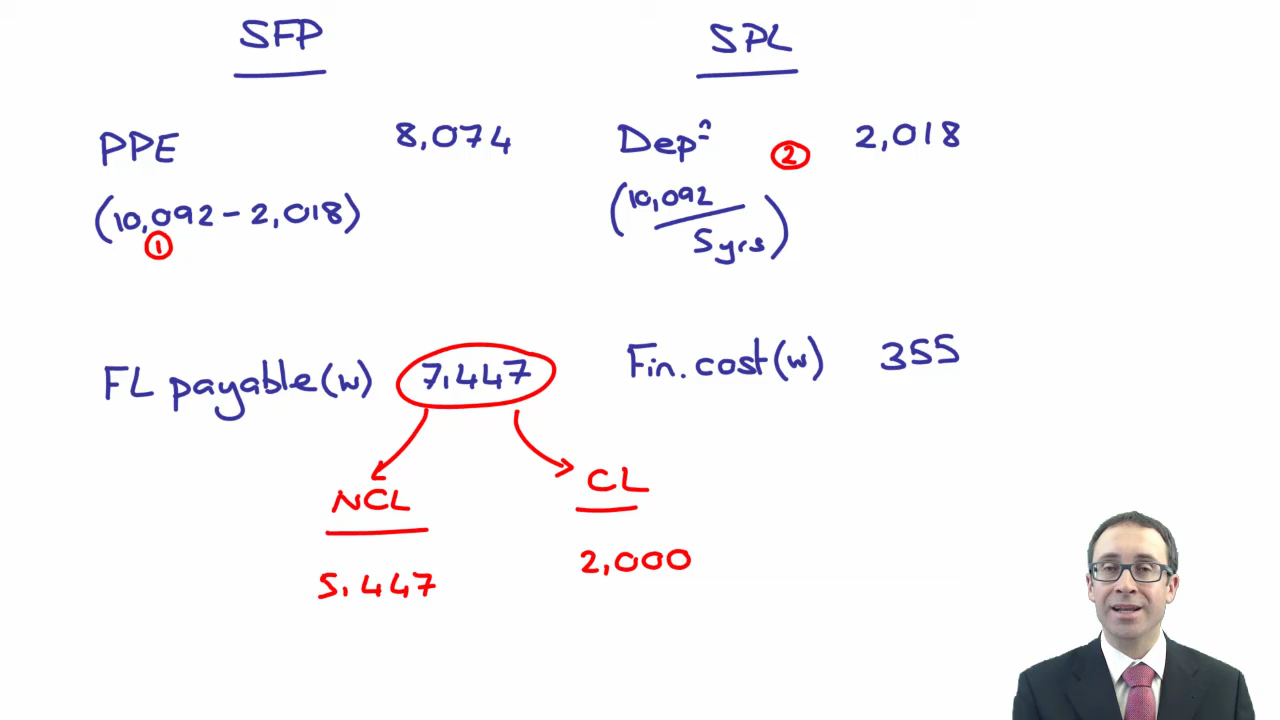 SFP
SPL
PPE 8,074
(10,092 - 2,018)
1
Depⁿ 2 2,018
(10,092 / 5yrs)
FL payable(w) 7,447
Fin. cost(w) 355
NCL
CL
5,447
2,000